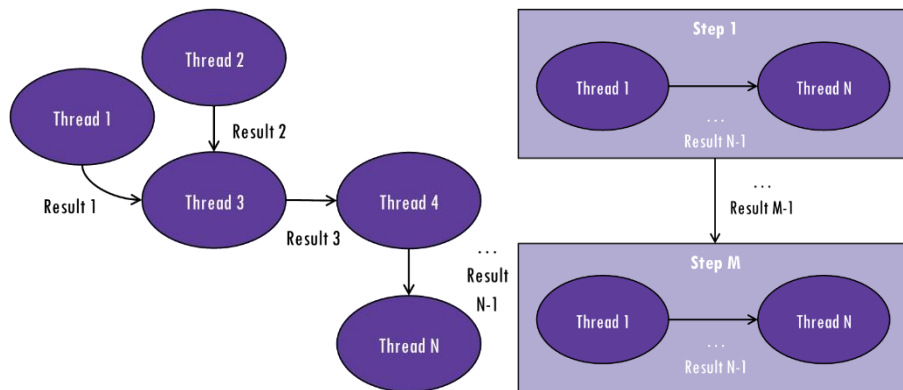 Thread 2
Thread 1
Result 2
Result 1
Thread 3
Result 3
Thread 4
...
Result
N-1
Thread N
Step 1
Thread 1
Thread N
...
Result N-1
...
Result M-1
Step M
Thread 1
Thread N
...
Result N-1